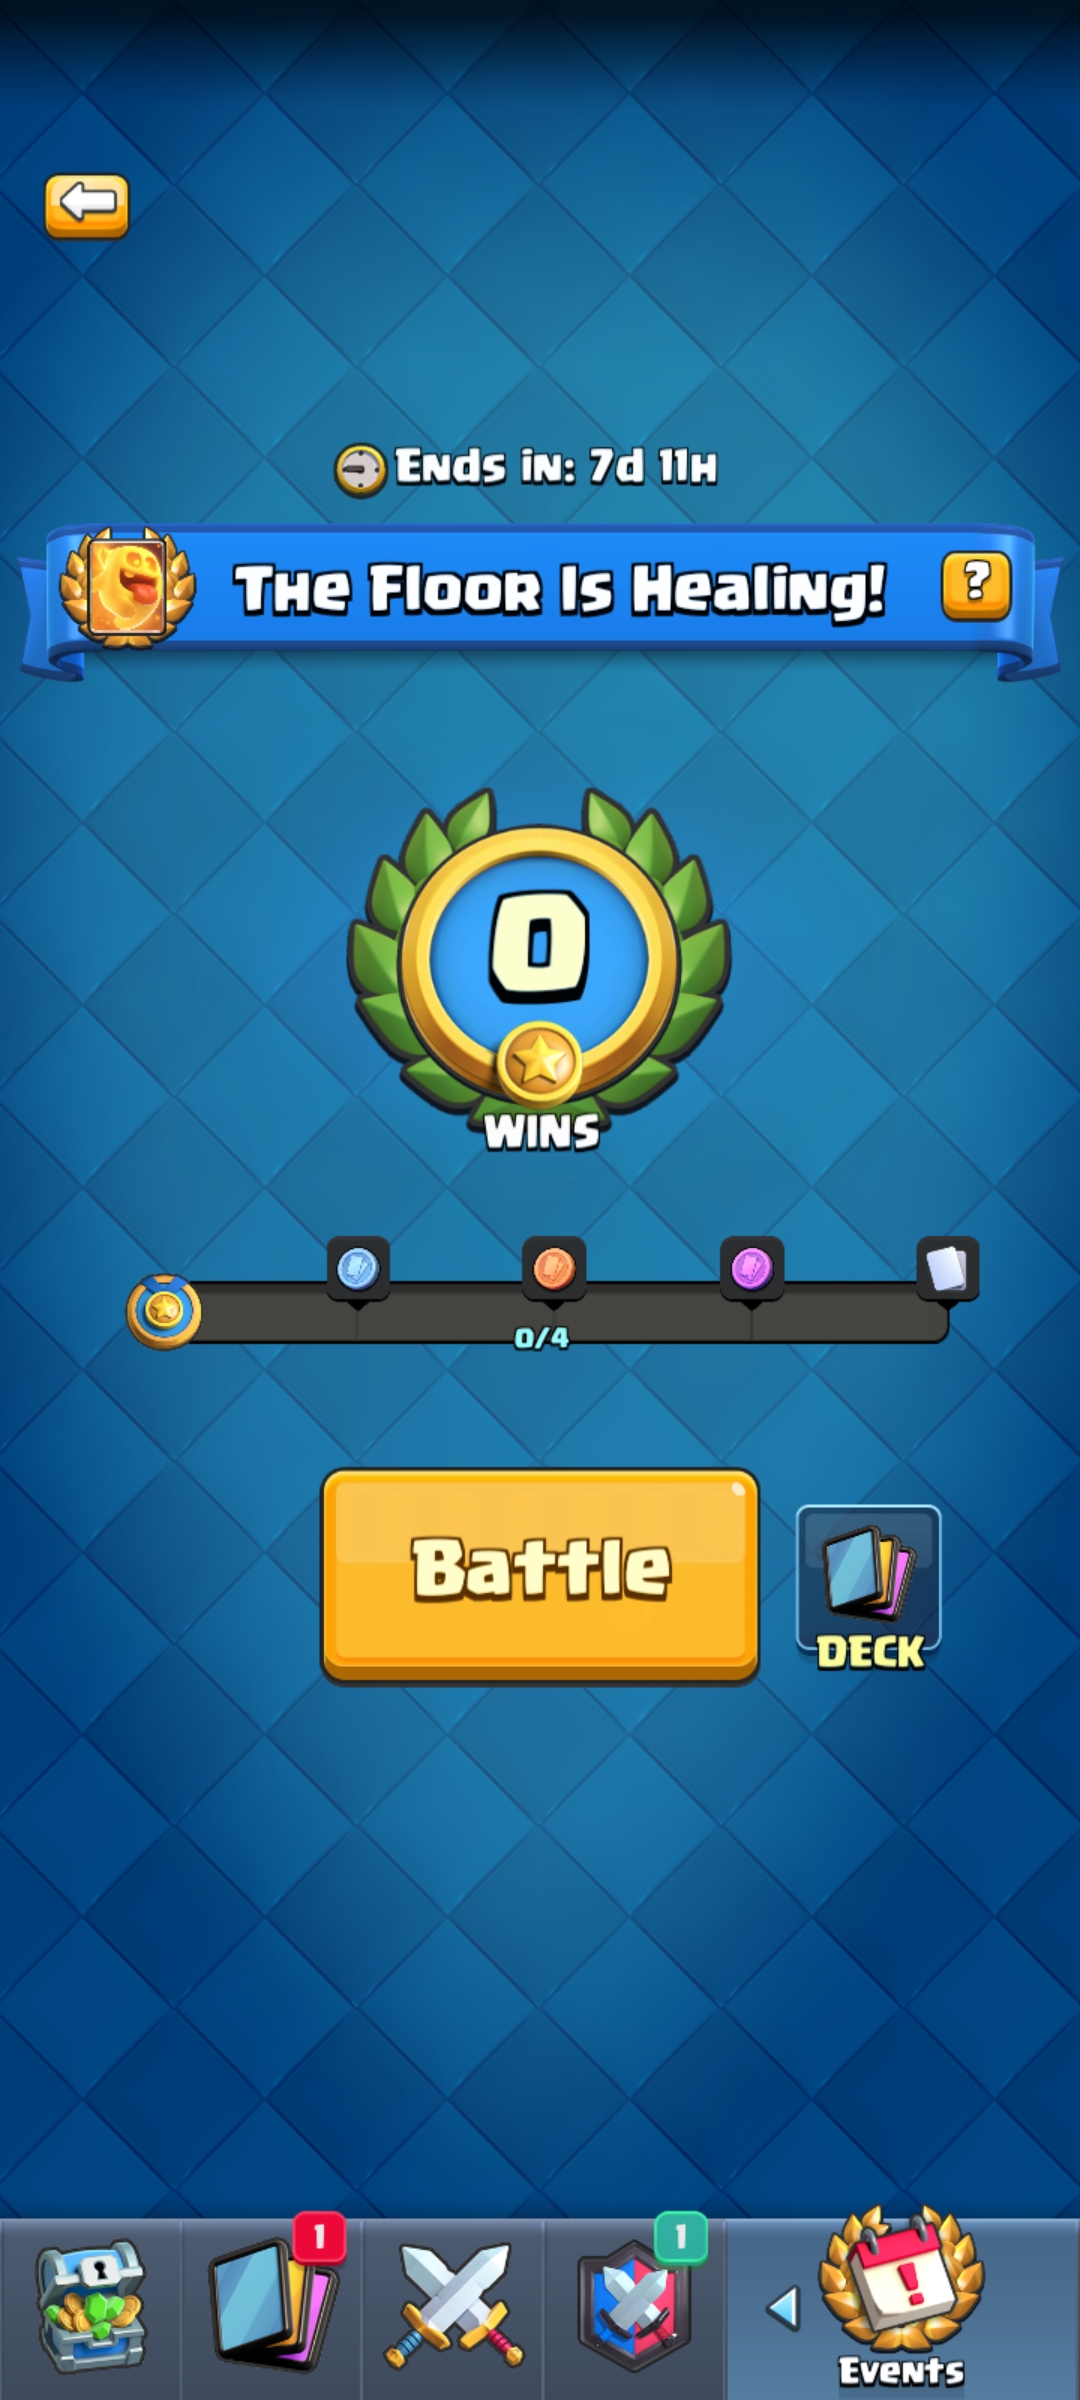 Ends in: 7d 11h
The Floor Is Healing!
?
0
WINS
0/4
Battle
DECK
1
1
!
Events